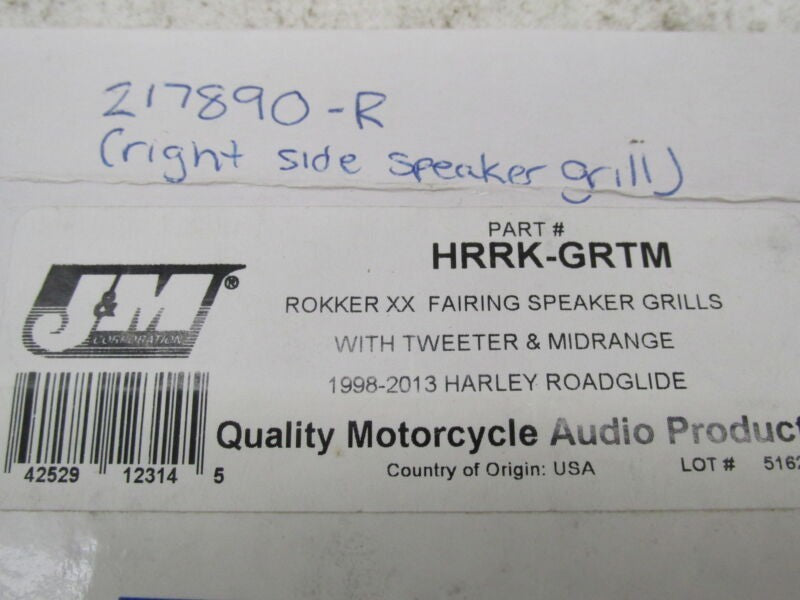 217890-R
(right side speaker grill)
PART #
HRRK-GRTM
J&M®
CORPORATION
ROKKER XX FAIRING SPEAKER GRILLS
WITH TWEETER & MIDRANGE
1998-2013 HARLEY ROADGLIDE
Quality Motorcycle Audio Product
Country of Origin: USA
LOT # 5162
42529 12314 5